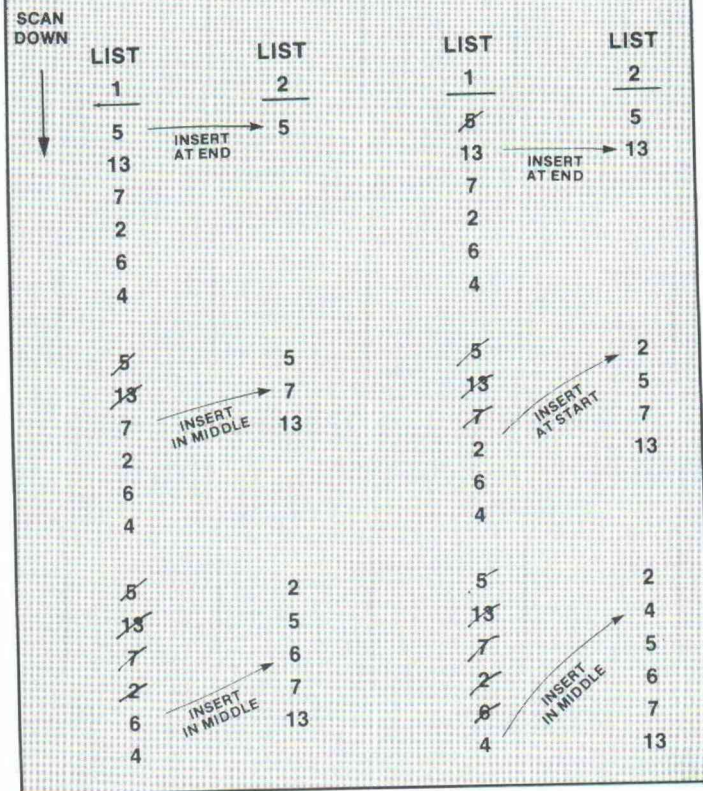 SCAN
DOWN
LIST LIST LIST LIST
1 2 1 2
5 INSERT AT END 5 5 5
13 13 INSERT AT END 13
7 7
2 2
6 6
4 4
5 5 5 2
13 7 13 5
7 INSERT IN MIDDLE 13 7 INSERT AT START 7
2 2 13
6 6
4 4
5 2 5 2
13 5 13 4
7 6 7 5
2 7 2 6
6 INSERT IN MIDDLE 13 6 INSERT IN MIDDLE 7
4 4 13